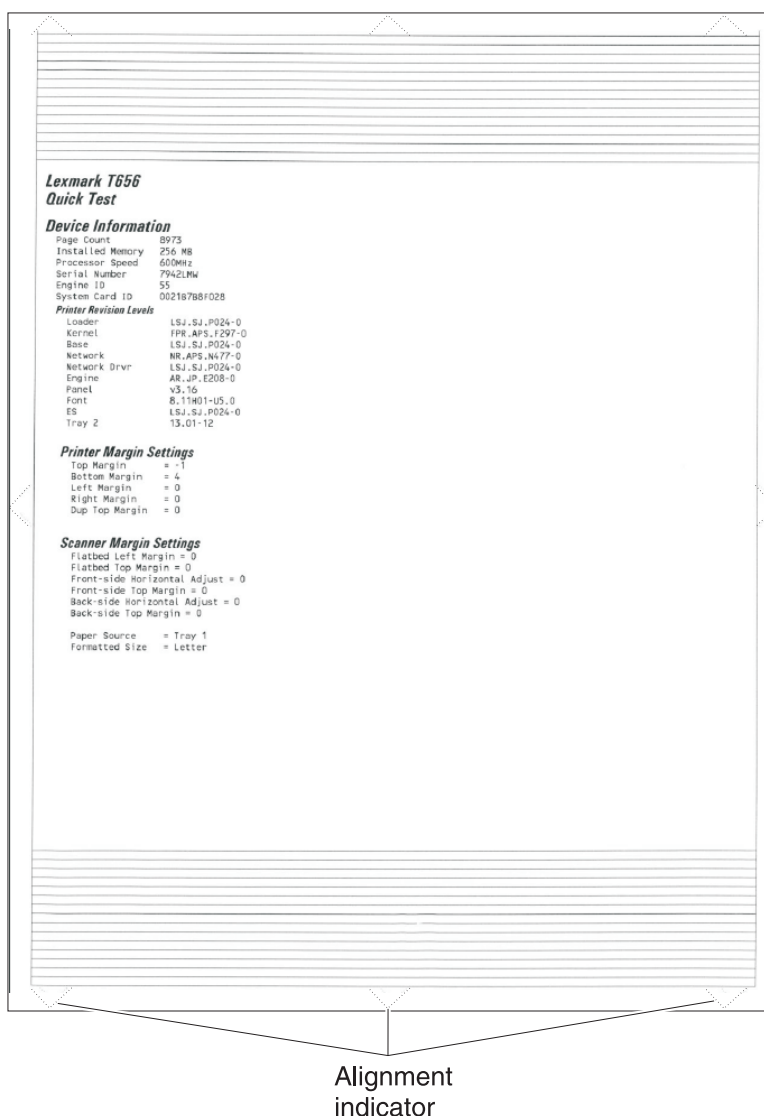 Lexmark T656
Quick Test
Device Information
Page Count 8973
Installed Memory 256 MB
Processor Speed 600MHz
Serial Number 7942LMW
Engine ID 55
System Card ID 0021B7B8F028
Printer Revision Levels
Loader LSJ.SJ.P024-0
Kernel FPR.APS.F297-0
Base LSJ.SJ.P024-0
Network NR.APS.N477-0
Network Drvr LSJ.SJ.P024-0
Engine AR.JP.E208-0
Panel v3.16
Font 8.11H01-U5.0
ES LSJ.SJ.P024-0
Tray 2 13.01-12
Printer Margin Settings
Top Margin = -1
Bottom Margin = 4
Left Margin = 0
Right Margin = 0
Dup Top Margin = 0
Scanner Margin Settings
Flatbed Left Margin = 0
Flatbed Top Margin = 0
Front-side Horizontal Adjust = 0
Front-side Top Margin = 0
Back-side Horizontal Adjust = 0
Back-side Top Margin = 0
Paper Source = Tray 1
Formatted Size = Letter
Alignment
indicator